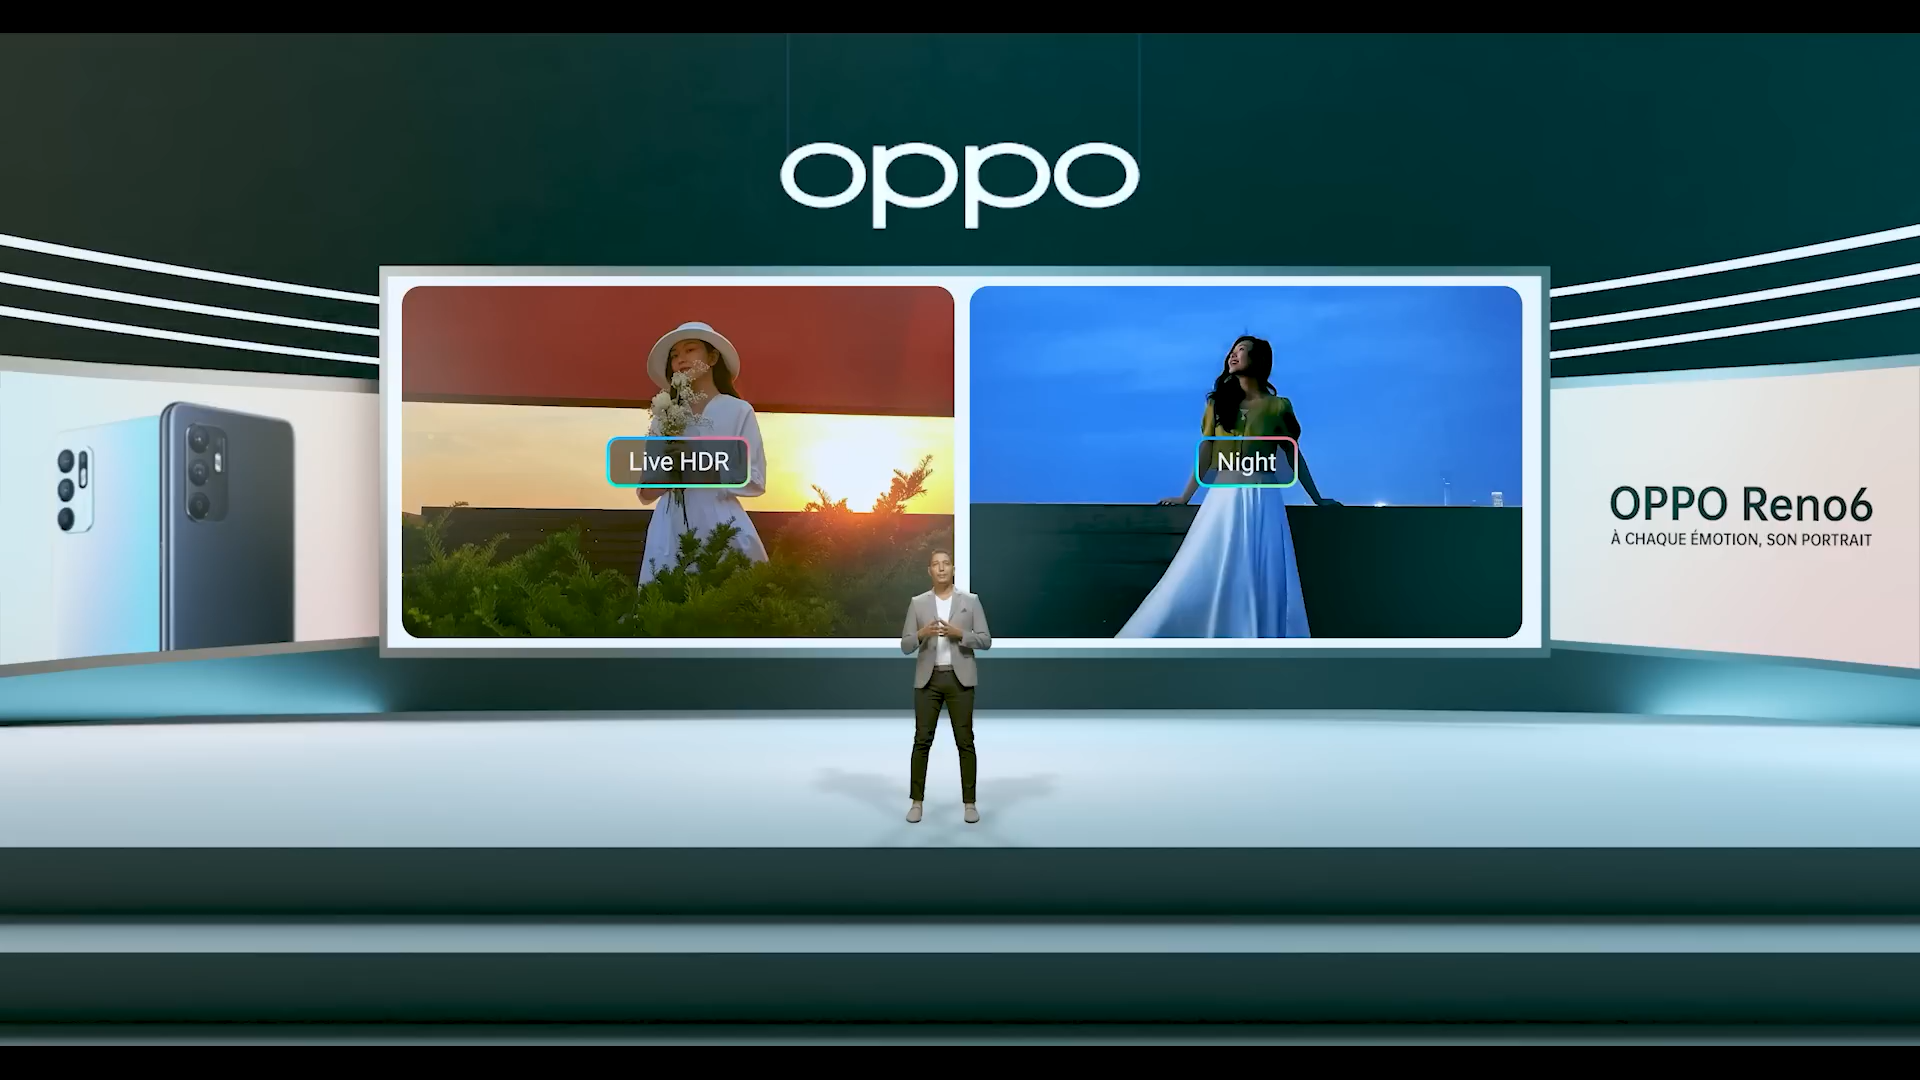 oppo
Live HDR
Night
OPPO Reno6
À CHAQUE ÉMOTION, SON PORTRAIT